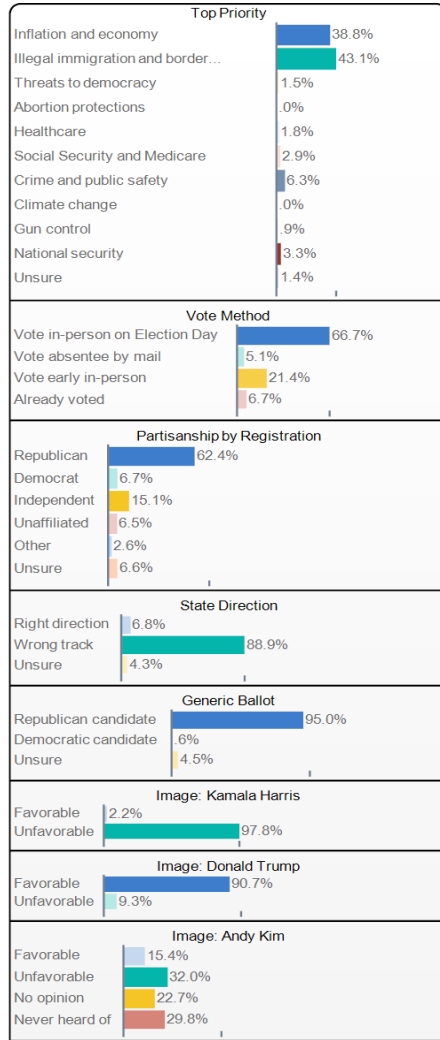 Top Priority
Inflation and economy 38.8%
Illegal immigration and border... 43.1%
Threats to democracy 1.5%
Abortion protections .0%
Healthcare 1.8%
Social Security and Medicare 2.9%
Crime and public safety 6.3%
Climate change .0%
Gun control .9%
National security 3.3%
Unsure 1.4%
Vote Method
Vote in-person on Election Day 66.7%
Vote absentee by mail 5.1%
Vote early in-person 21.4%
Already voted 6.7%
Partisanship by Registration
Republican 62.4%
Democrat 6.7%
Independent 15.1%
Unaffiliated 6.5%
Other 2.6%
Unsure 6.6%
State Direction
Right direction 6.8%
Wrong track 88.9%
Unsure 4.3%
Generic Ballot
Republican candidate 95.0%
Democratic candidate .6%
Unsure 4.5%
Image: Kamala Harris
Favorable 2.2%
Unfavorable 97.8%
Image: Donald Trump
Favorable 90.7%
Unfavorable 9.3%
Image: Andy Kim
Favorable 15.4%
Unfavorable 32.0%
No opinion 22.7%
Never heard of 29.8%